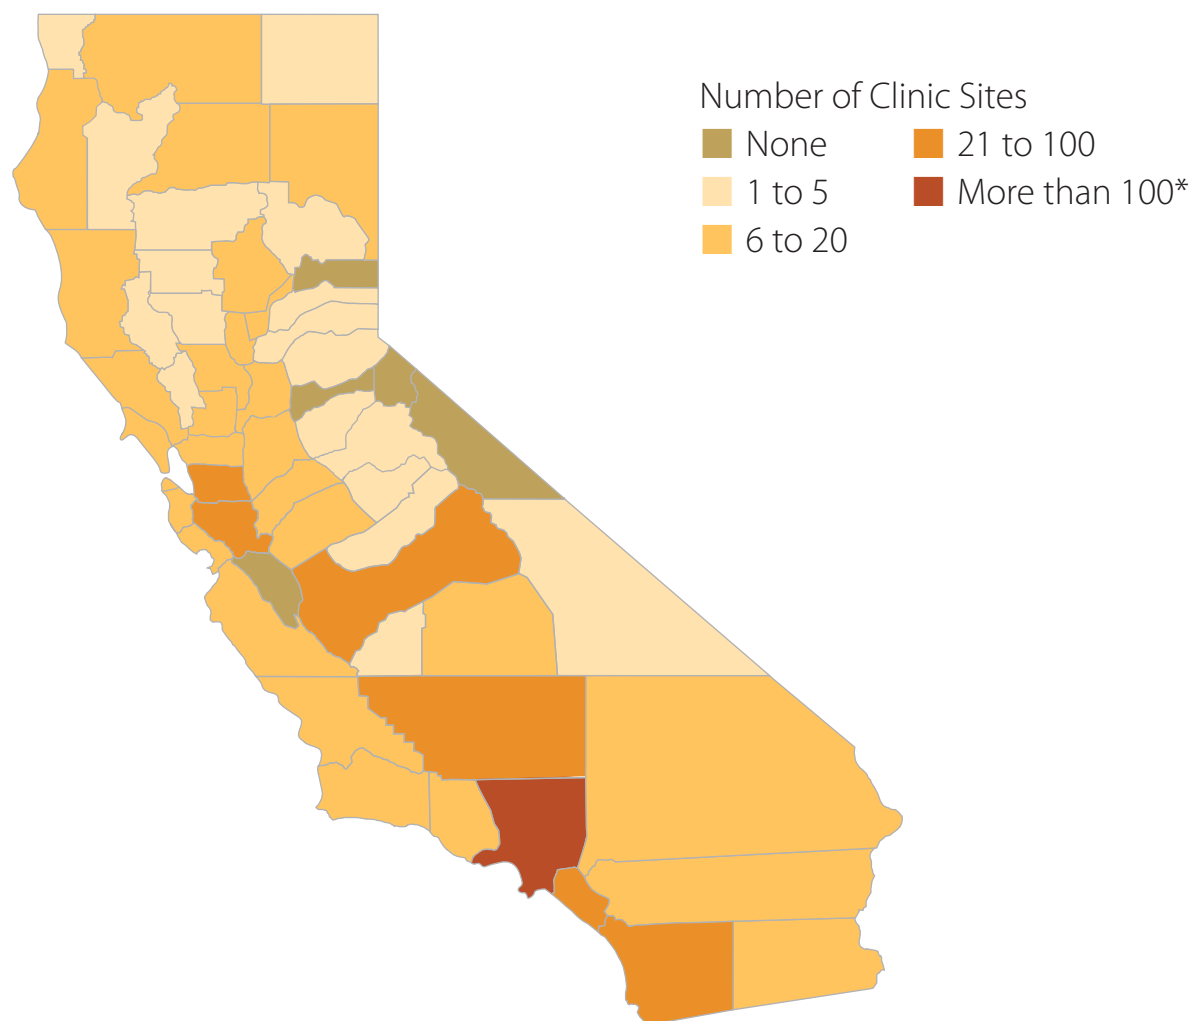 Number of Clinic Sites
None
1 to 5
6 to 20
21 to 100
More than 100*